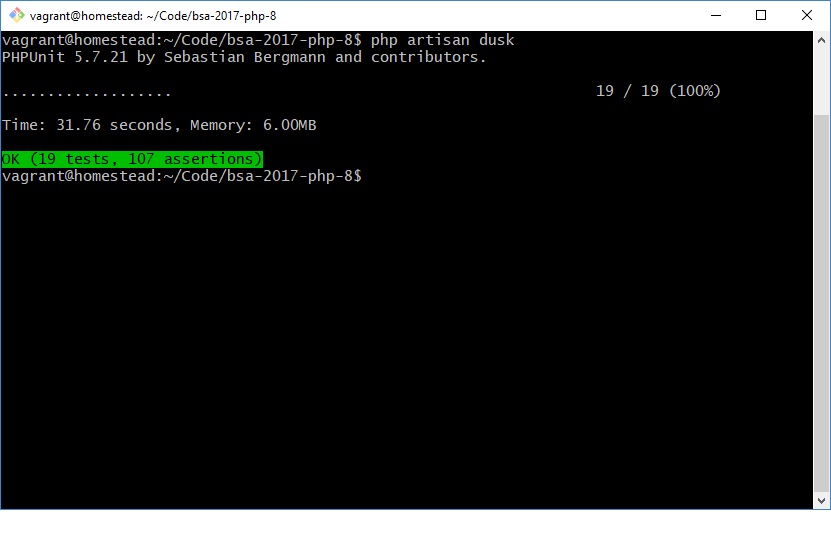 vagrant@homestead: ~/Code/bsa-2017-php-8
vagrant@homestead:~/Code/bsa-2017-php-8$ php artisan dusk
PHPUnit 5.7.21 by Sebastian Bergmann and contributors.
................... 19 / 19 (100%)
Time: 31.76 seconds, Memory: 6.00MB
OK (19 tests, 107 assertions)
vagrant@homestead:~/Code/bsa-2017-php-8$